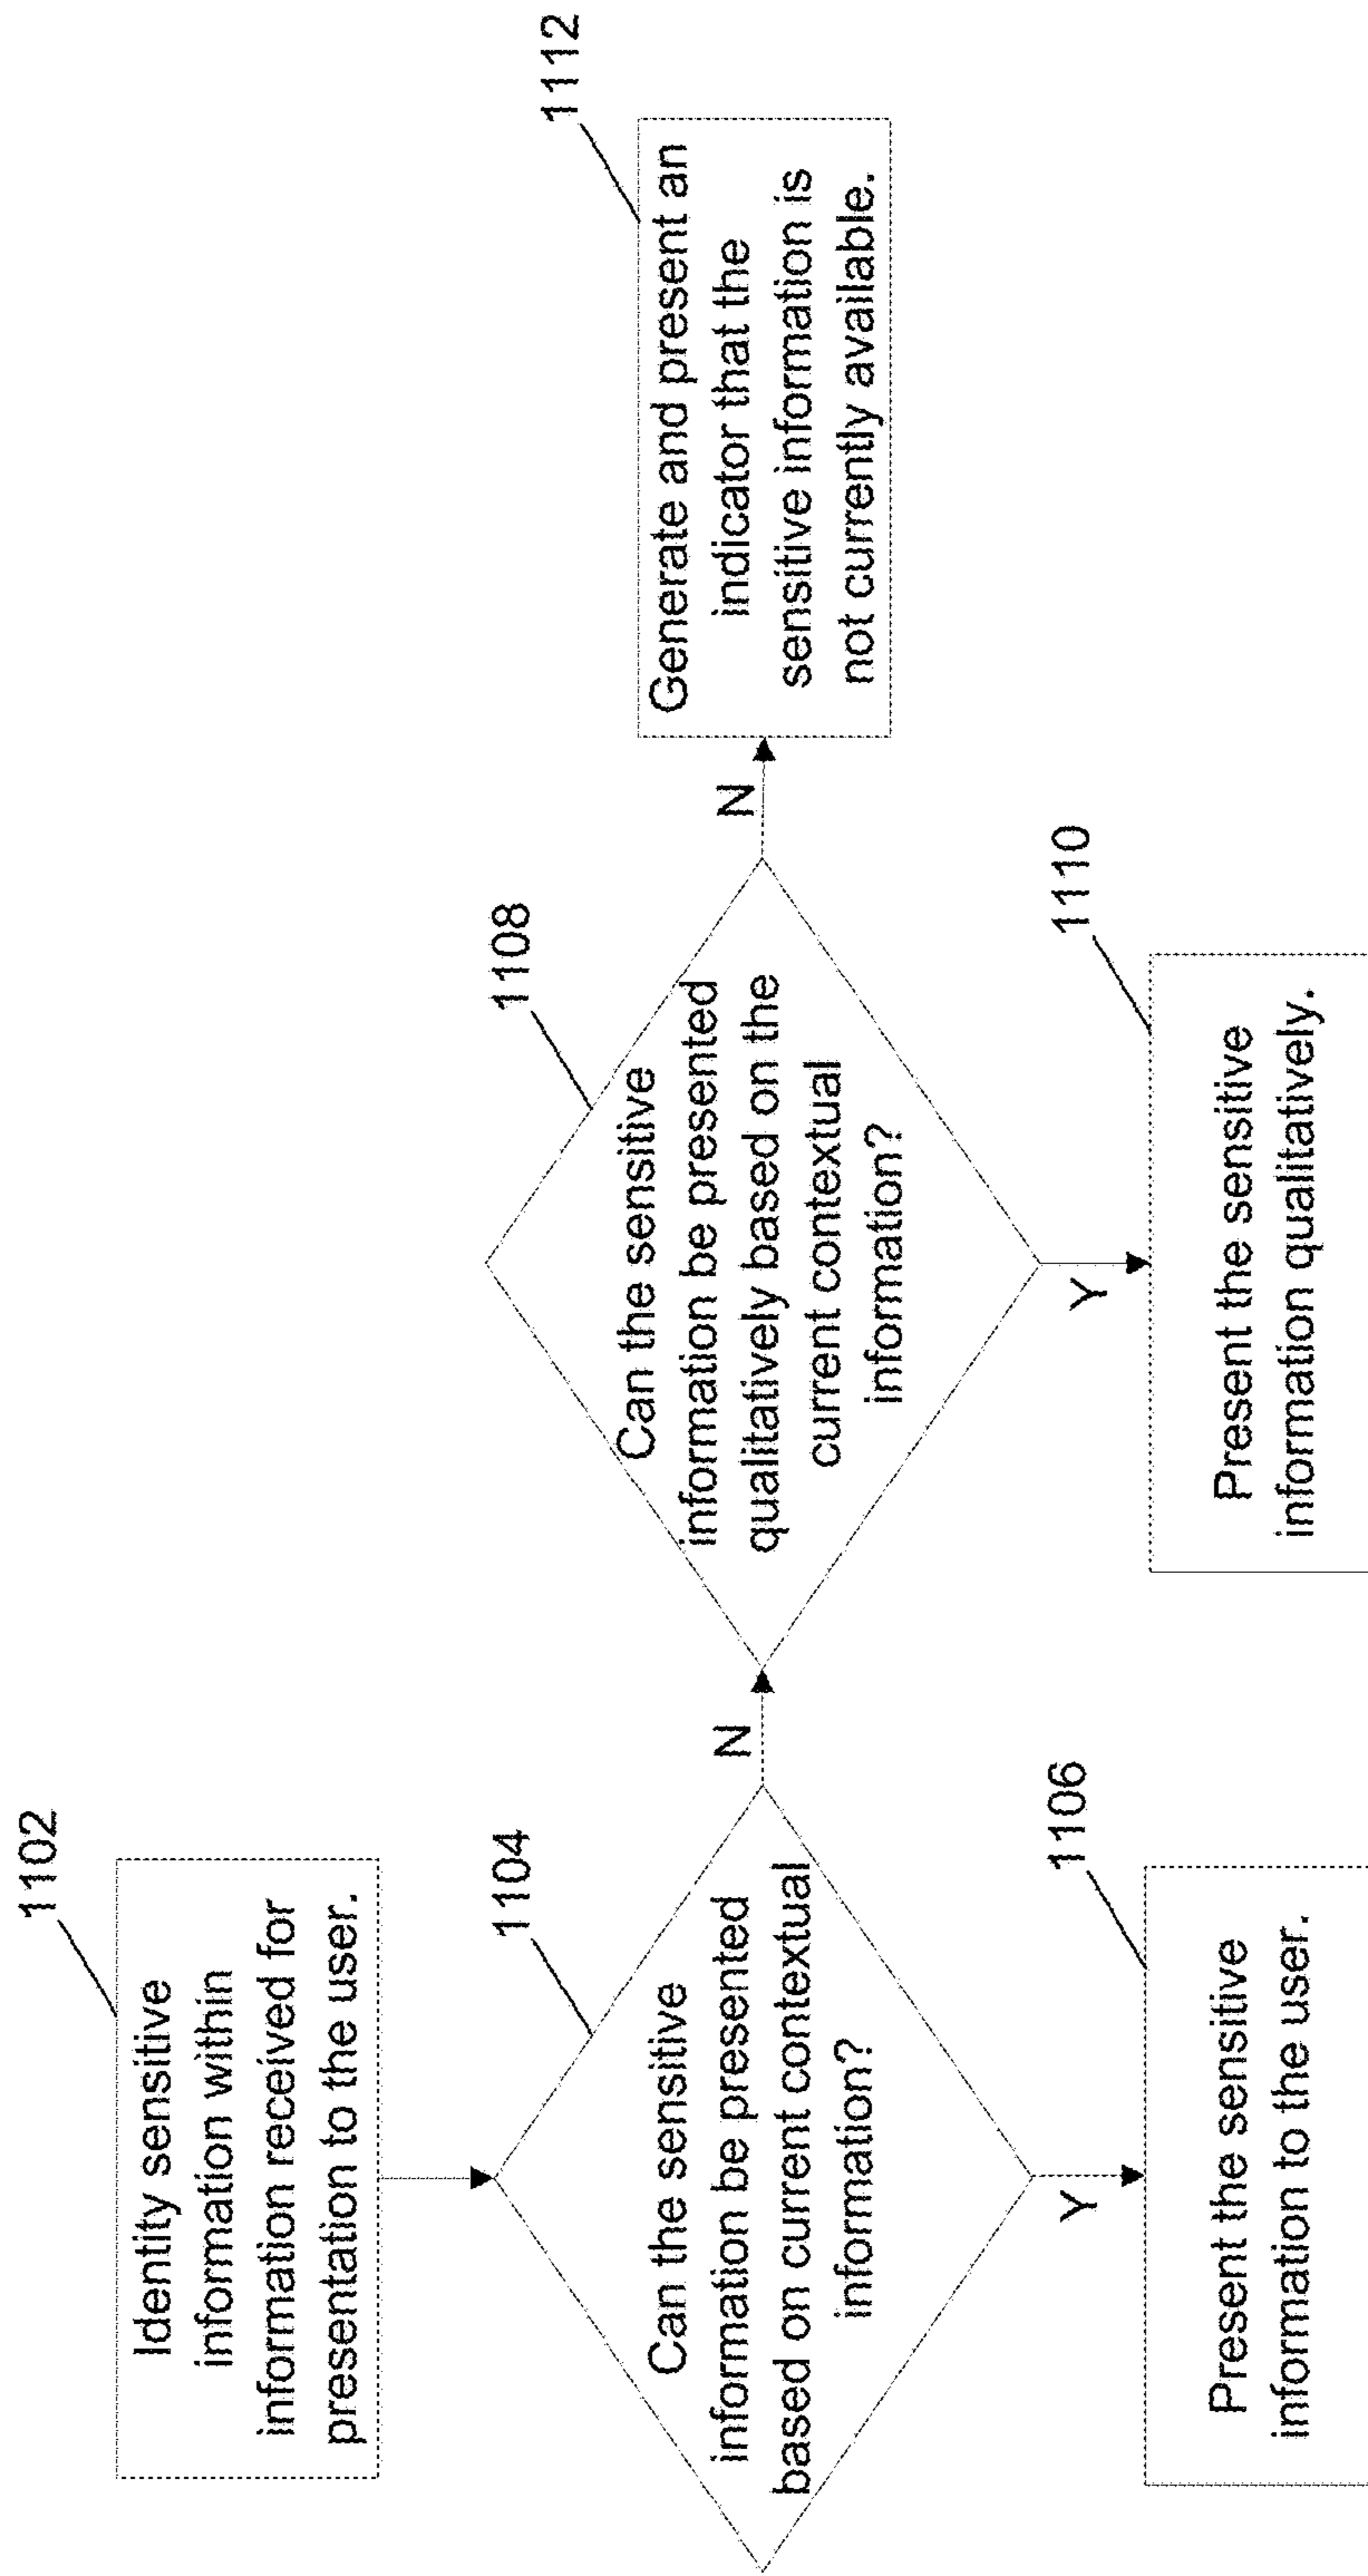 1102
Identity sensitive
information within
information received for
presentation to the user.
1104
Can the sensitive
information be presented
based on current contextual
information?
N
Y
1106
Present the sensitive
information to the user.
1108
Can the sensitive
information be presented
qualitatively based on the
current contextual
information?
N
Y
1110
Present the sensitive
information qualitatively.
1112
Generate and present an
indicator that the
sensitive information is
not currently available.